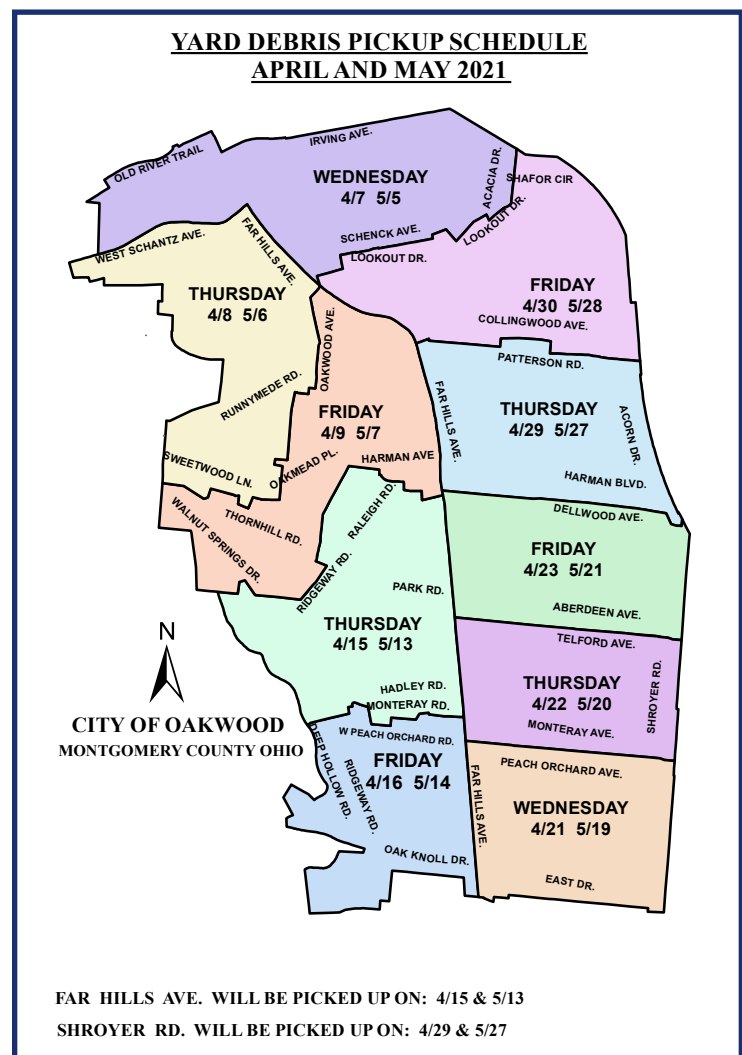 YARD DEBRIS PICKUP SCHEDULE
APRIL AND MAY 2021
IRVING AVE.
OLD RIVER TRAIL
ACACIA DR.
WEDNESDAY
4/7 5/5
SHAFOR CIR
LOOKOUT DR.
SCHENCK AVE.
LOOKOUT DR.
WEST SCHANTZ AVE.
FAR HILLS AVE.
THURSDAY
4/8 5/6
FRIDAY
4/30 5/28
COLLINGWOOD AVE.
OAKWOOD AVE.
PATTERSON RD.
RUNNYMEDE RD.
FRIDAY
4/9 5/7
FAR HILLS AVE.
THURSDAY
4/29 5/27
ACORN DR.
SWEETWOOD LN.
OAKMEAD PL.
HARMAN AVE
HARMAN BLVD.
WALNUT SPRINGS DR.
THORNHILL RD.
RALEIGH RD.
DELLWOOD AVE.
FRIDAY
4/23 5/21
RIDGEWAY RD.
PARK RD.
ABERDEEN AVE.
THURSDAY
4/15 5/13
TELFORD AVE.
N
HADLEY RD.
MONTERAY RD.
THURSDAY
4/22 5/20
SHROYER RD.
CITY OF OAKWOOD
MONTGOMERY COUNTY OHIO
MONTERAY AVE.
W PEACH ORCHARD RD.
DEEP HOLLOW RD.
RIDGEWAY RD.
FRIDAY
4/16 5/14
FAR HILLS AVE.
PEACH ORCHARD AVE.
WEDNESDAY
4/21 5/19
OAK KNOLL DR.
EAST DR.
FAR HILLS AVE. WILL BE PICKED UP ON: 4/15 & 5/13
SHROYER RD. WILL BE PICKED UP ON: 4/29 & 5/27